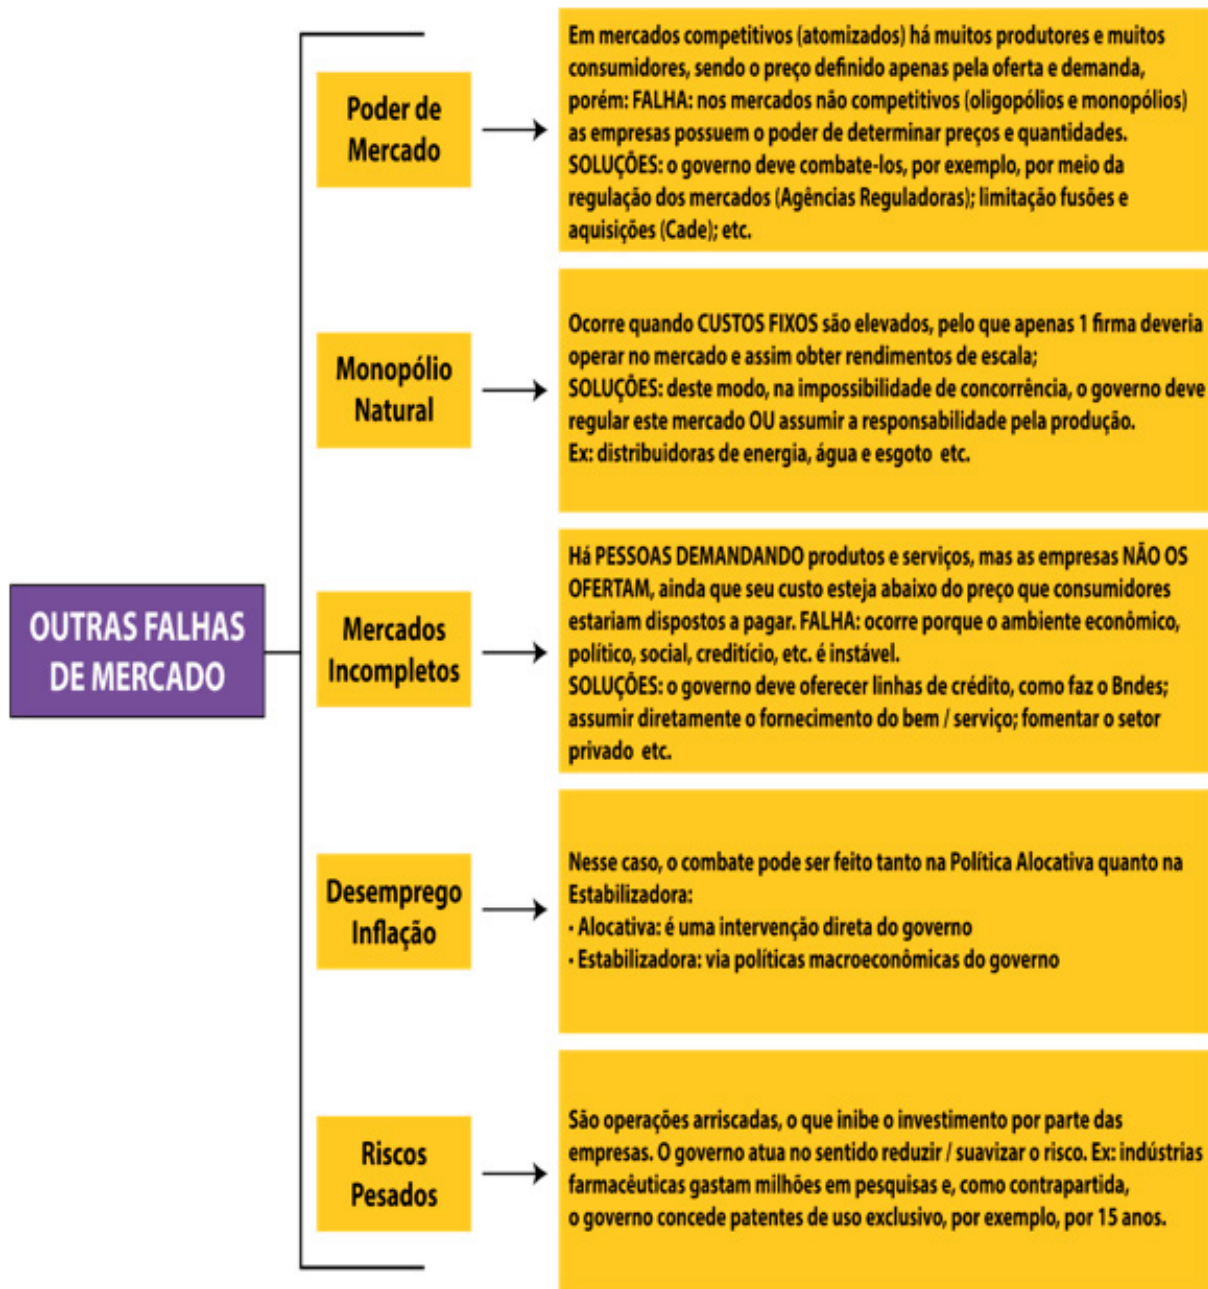 OUTRAS FALHAS
DE MERCADO
Poder de
Mercado
Em mercados competitivos (atomizados) há muitos produtores e muitos
consumidores, sendo o preço definido apenas pela oferta e demanda,
porém: FALHA: nos mercados não competitivos (oligopólios e monopólios)
as empresas possuem o poder de determinar preços e quantidades.
SOLUÇÕES: o governo deve combate-los, por exemplo, por meio da
regulação dos mercados (Agências Reguladoras); limitação fusões e
aquisições (Cade); etc.
Monopólio
Natural
Ocorre quando CUSTOS FIXOS são elevados, pelo que apenas 1 firma deveria
operar no mercado e assim obter rendimentos de escala;
SOLUÇÕES: deste modo, na impossibilidade de concorrência, o governo deve
regular este mercado OU assumir a responsabilidade pela produção.
Ex: distribuidoras de energia, água e esgoto etc.
Mercados
Incompletos
Há PESSOAS DEMANDANDO produtos e serviços, mas as empresas NÃO OS
OFERTAM, ainda que seu custo esteja abaixo do preço que consumidores
estariam dispostos a pagar. FALHA: ocorre porque o ambiente econômico,
político, social, creditício, etc. é instável.
SOLUÇÕES: o governo deve oferecer linhas de crédito, como faz o Bndes;
assumir diretamente o fornecimento do bem / serviço; fomentar o setor
privado etc.
Desemprego
Inflação
Nesse caso, o combate pode ser feito tanto na Política Alocativa quanto na
Estabilizadora:
• Alocativa: é uma intervenção direta do governo
• Estabilizadora: via políticas macroeconômicas do governo
Riscos
Pesados
São operações arriscadas, o que inibe o investimento por parte das
empresas. O governo atua no sentido reduzir / suavizar o risco. Ex: indústrias
farmacêuticas gastam milhões em pesquisas e, como contrapartida,
o governo concede patentes de uso exclusivo, por exemplo, por 15 anos.